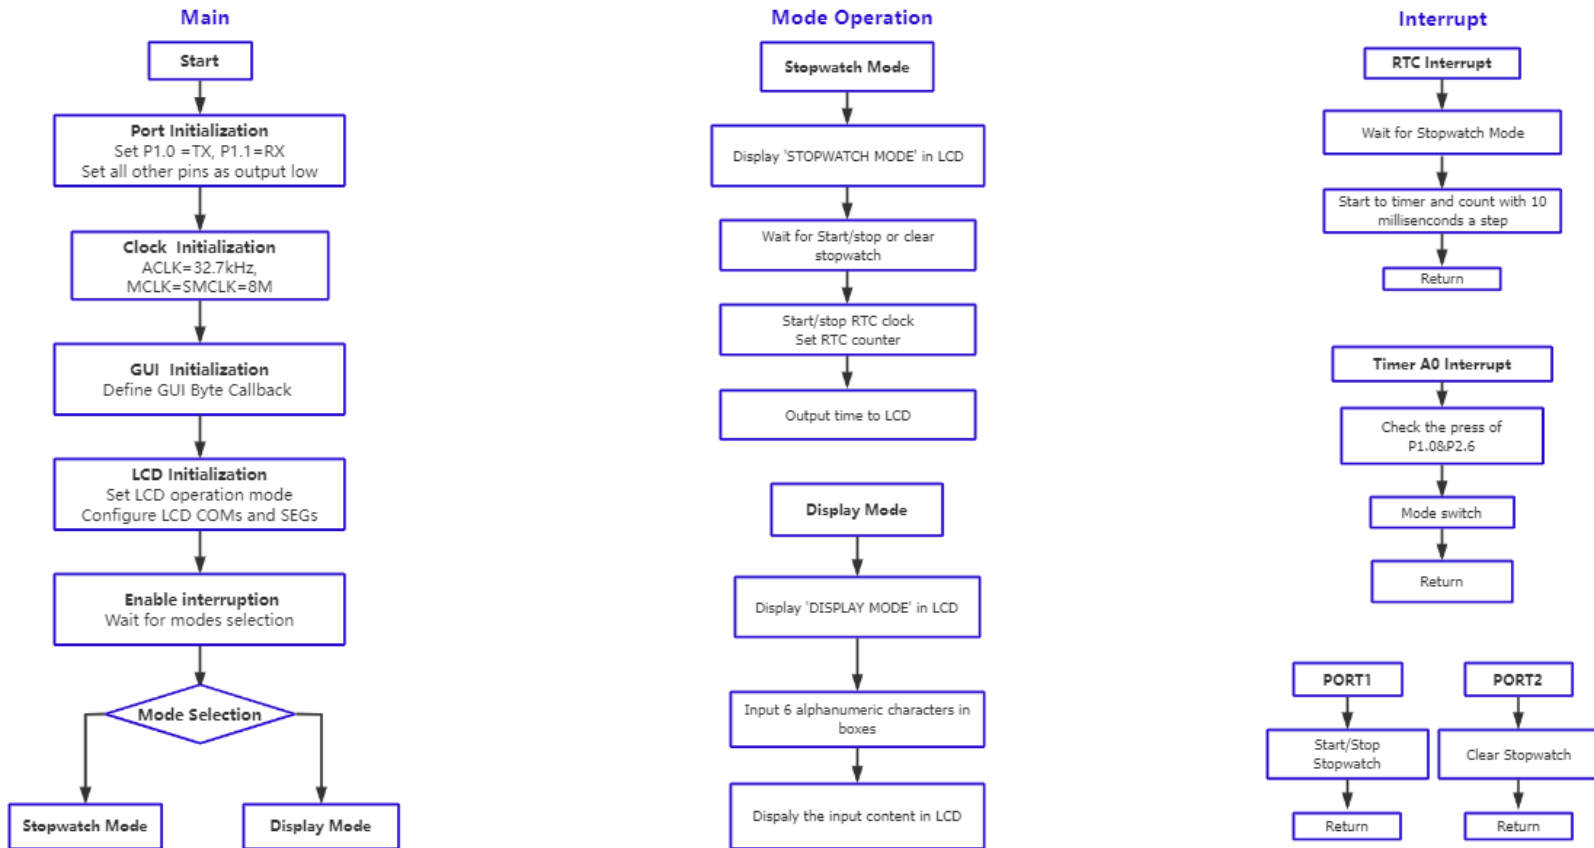 Main
Start
Port Initialization
Set P1.0 =TX, P1.1=RX
Set all other pins as output low
Clock Initialization
ACLK=32.7kHz,
MCLK=SMCLK=8M
GUI Initialization
Define GUI Byte Callback
LCD Initialization
Set LCD operation mode
Configure LCD COMs and SEGs
Enable interruption
Wait for modes selection
Mode Selection
Stopwatch Mode
Display Mode
Mode Operation
Stopwatch Mode
Display 'STOPWATCH MODE' in LCD
Wait for Start/stop or clear
stopwatch
Start/stop RTC clock
Set RTC counter
Output time to LCD
Display Mode
Display 'DISPLAY MODE' in LCD
Input 6 alphanumeric characters in
boxes
Dispaly the input content in LCD
Interrupt
RTC Interrupt
Wait for Stopwatch Mode
Start to timer and count with 10
millisenconds a step
Return
Timer A0 Interrupt
Check the press of
P1.0&P2.6
Mode switch
Return
PORT1
Start/Stop
Stopwatch
Return
PORT2
Clear Stopwatch
Return